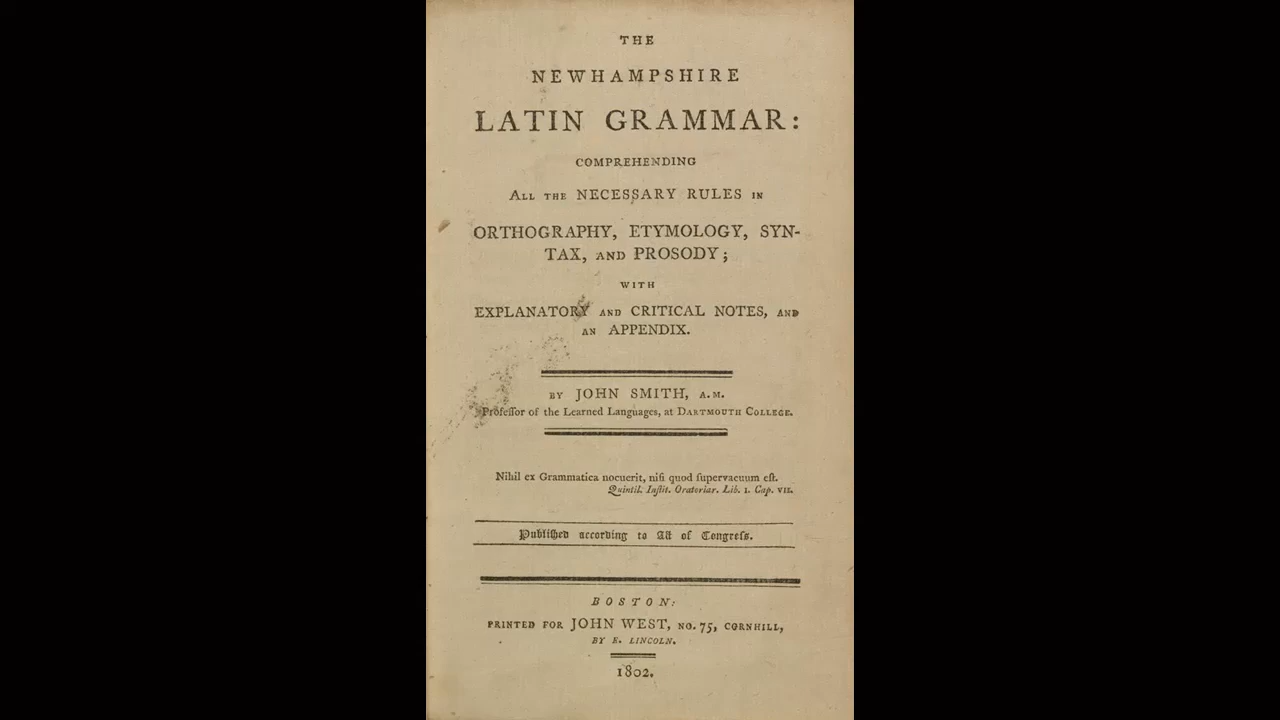 THE
NEWHAMPSHIRE
LATIN GRAMMAR:
COMPREHENDING
ALL THE NECESSARY RULES IN
ORTHOGRAPHY, ETYMOLOGY, SYN-
TAX, AND PROSODY;
WITH
EXPLANATORY AND CRITICAL NOTES, AND
AN APPENDIX.
BY JOHN SMITH, A.M.
Profeſſor of the Learned Languages, at DARTMOUTH COLLEGE.
Nihil ex Grammatica nocuerit, niſi quod ſupervacuum eſt.
Quintil. Inſtit. Oratoriar. Lib. I. Cap. VII.
Publiſhed according to Act of Congreſs.
BOSTON:
PRINTED FOR JOHN WEST, NO. 75, CORNHILL,
BY E. LINCOLN.
1802.